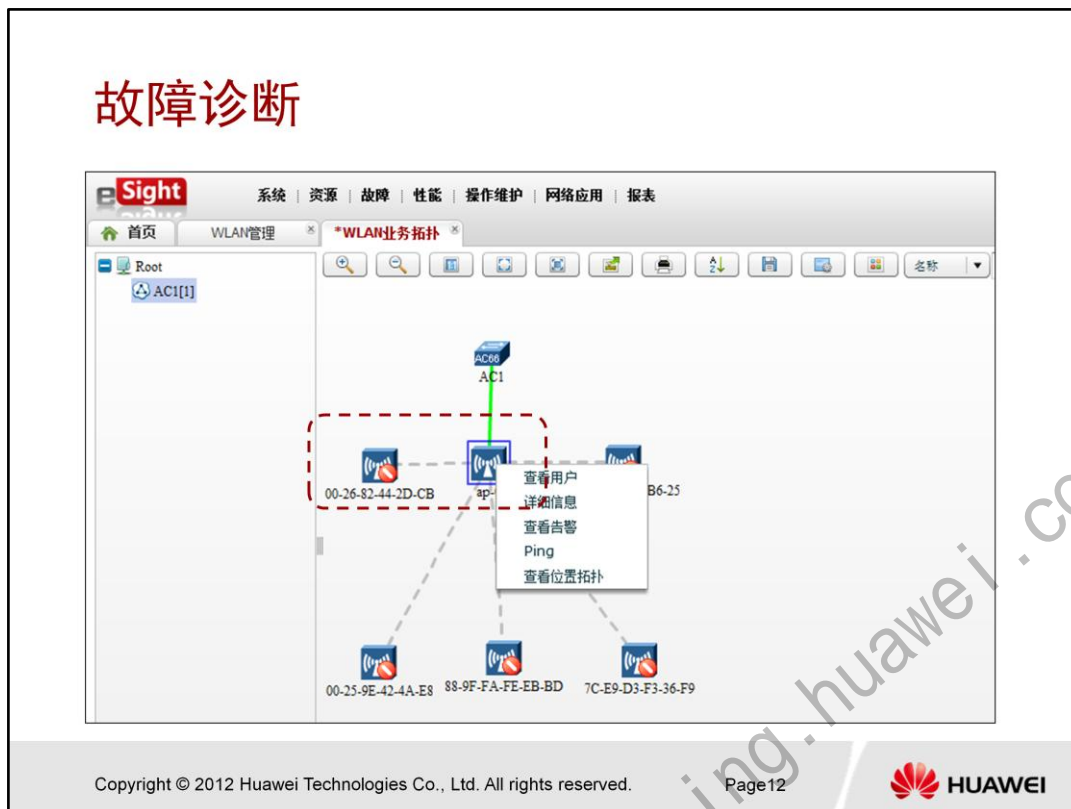 故障诊断
eSight 系统 | 资源 | 故障 | 性能 | 操作维护 | 网络应用 | 报表
首页 WLAN管理 × *WLAN业务拓扑 ×
Root 名称
AC1[1]
AC66
AC1
00-26-82-44-2D-CB ap- B6-25
查看用户
详细信息
查看告警
Ping
查看位置拓扑
00-25-9E-42-4A-E8 88-9F-FA-FE-EB-BD 7C-E9-D3-F3-36-F9
Copyright © 2012 Huawei Technologies Co., Ltd. All rights reserved. Page12 HUAWEI
ing.huawei.co